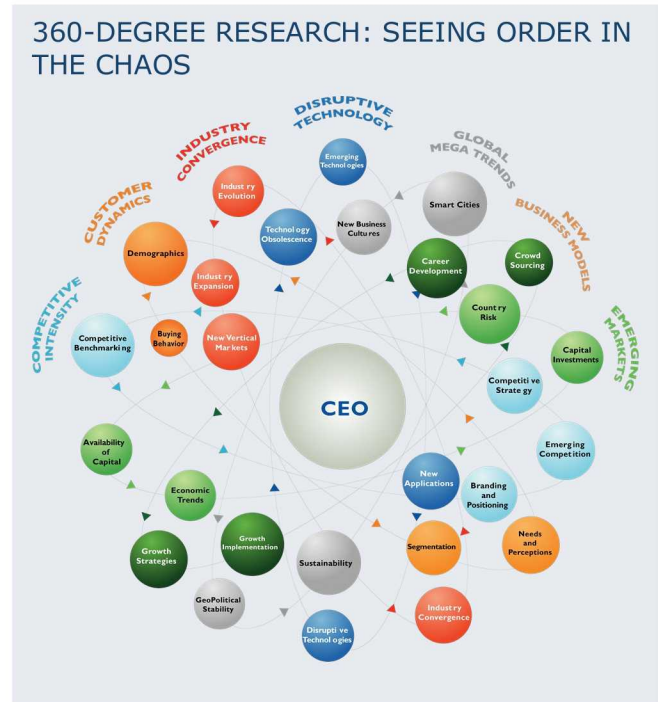 360-DEGREE RESEARCH: SEEING ORDER IN
THE CHAOS
DISRUPTIVE
TECHNOLOGY
INDUSTRY
CONVERGENCE
GLOBAL
MEGA TRENDS
CUSTOMER
DYNAMICS
NEW
BUSINESS MODELS
COMPETITIVE
INTENSITY
EMERGING
MARKETS
Emerging
Technologies
Industry
Evolution
Smart Cities
Technology
Obsolescence
New Business
Cultures
Demographics
Career
Development
Crowd
Sourcing
Industry
Expansion
Country
Risk
Competitive
Benchmarking
Buying
Behavior
New Vertical
Markets
Capital
Investments
Competitive
Strategy
CEO
Availability
of
Capital
Emerging
Competition
New
Applications
Branding
and
Positioning
Economic
Trends
Growth
Strategies
Growth
Implementation
Sustainability
Segmentation
Needs
and
Perceptions
GeoPolitical
Stability
Industry
Convergence
Disruptive
Technologies